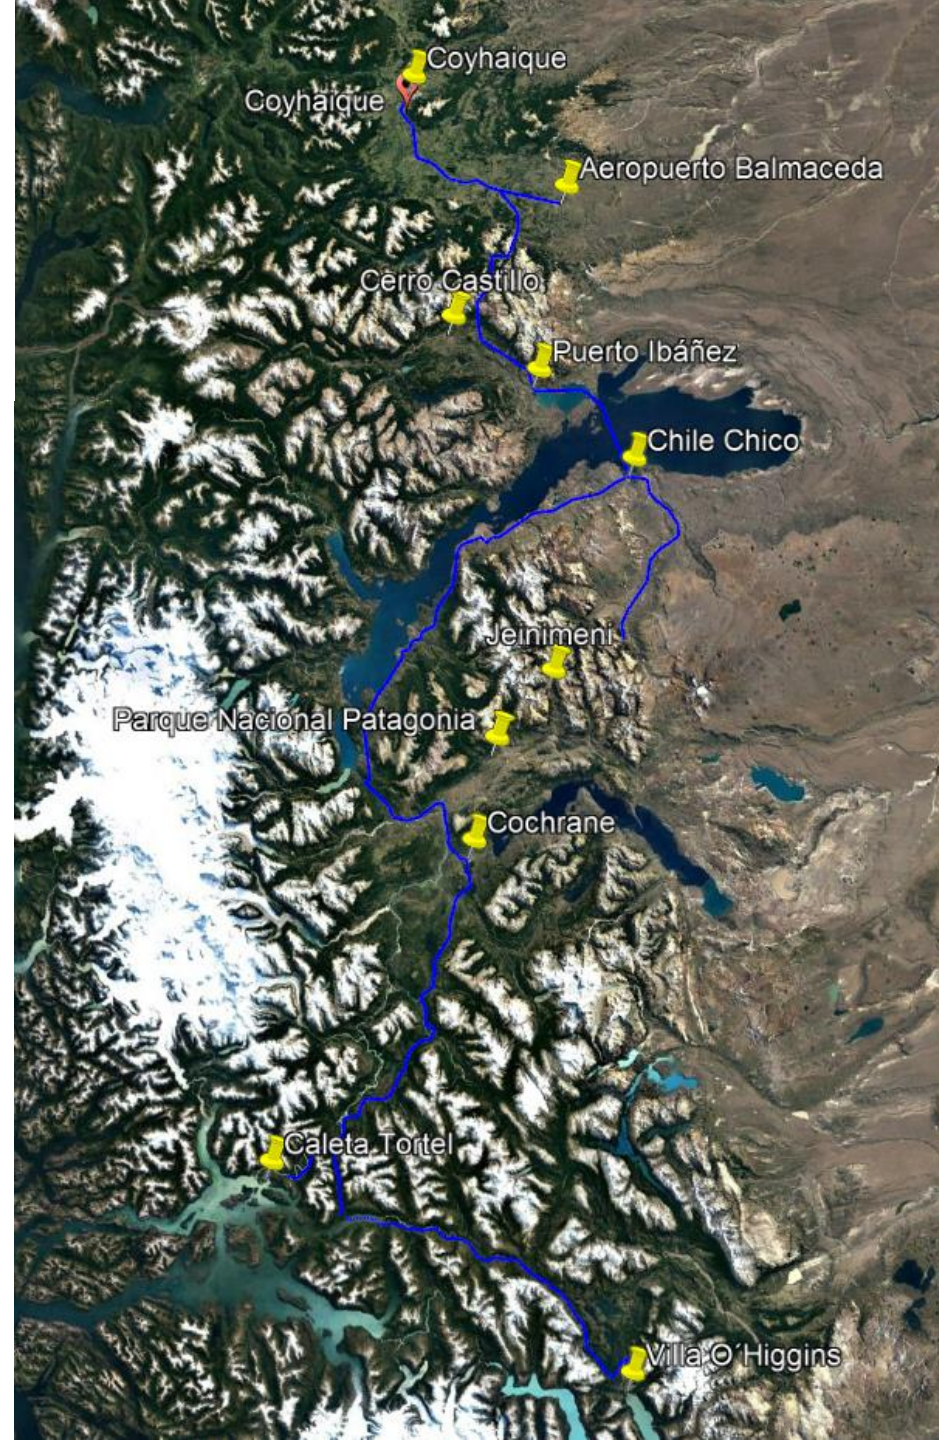 Coyhaique
Coyhaique
Aeropuerto Balmaceda
Cerro Castillo
Puerto Ibáñez
Chile Chico
Jeinimeni
Parque Nacional Patagonia
Cochrane
Caleta Tortel
Villa O´Higgins